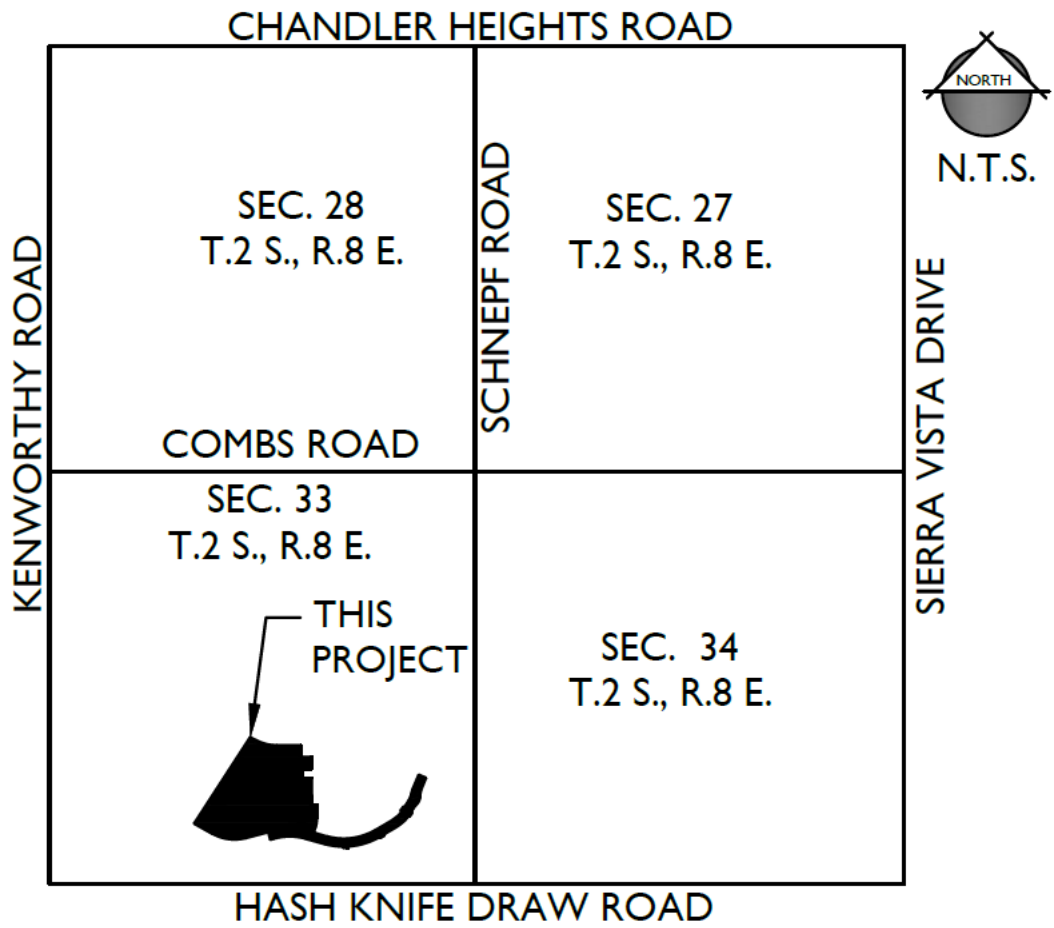 CHANDLER HEIGHTS ROAD
NORTH
N.T.S.
SEC. 28
T.2 S., R.8 E.
SCHNEPF ROAD
SEC. 27
T.2 S., R.8 E.
KENWORTHY ROAD
SIERRA VISTA DRIVE
COMBS ROAD
SEC. 33
T.2 S., R.8 E.
THIS
PROJECT
SEC. 34
T.2 S., R.8 E.
HASH KNIFE DRAW ROAD